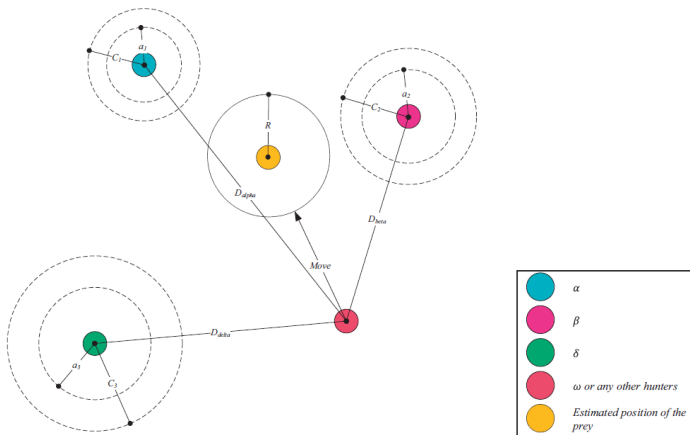 a1
C1
a2
C2
R
Dalpha
Dbeta
Move
Ddelta
a3
C3
α
β
δ
ω or any other hunters
Estimated position of the
prey